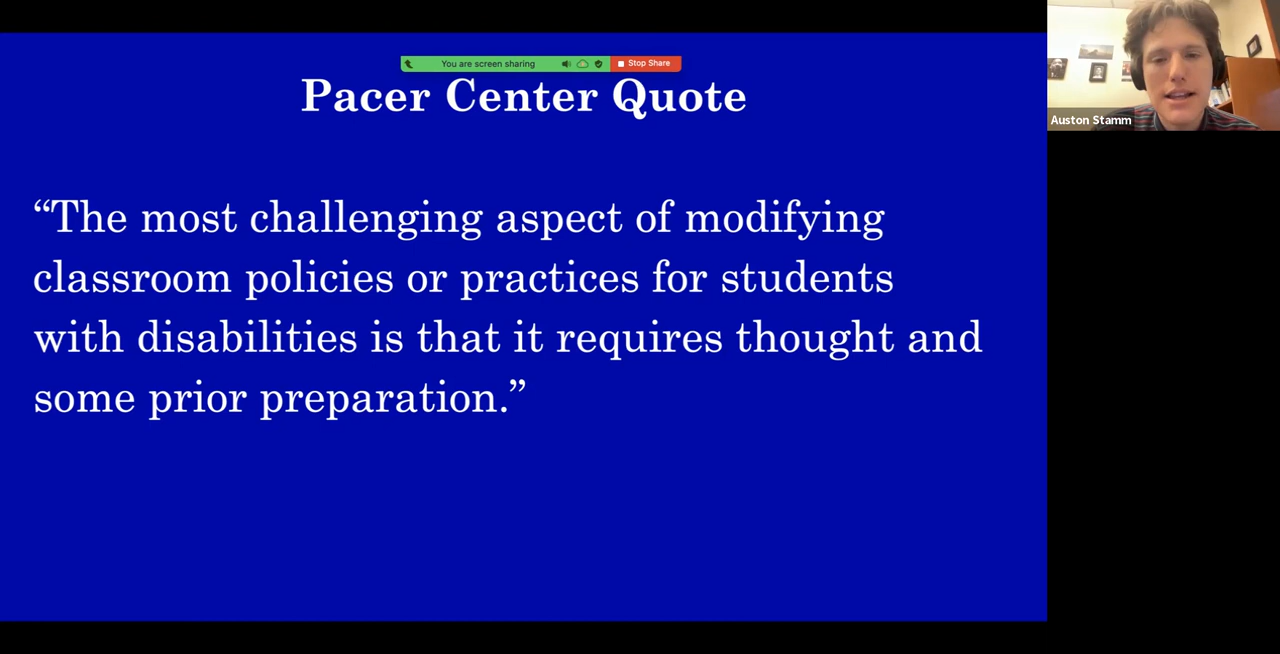 You are screen sharing
Stop Share
Pacer Center Quote
“The most challenging aspect of modifying
classroom policies or practices for students
with disabilities is that it requires thought and
some prior preparation.”
Auston Stamm